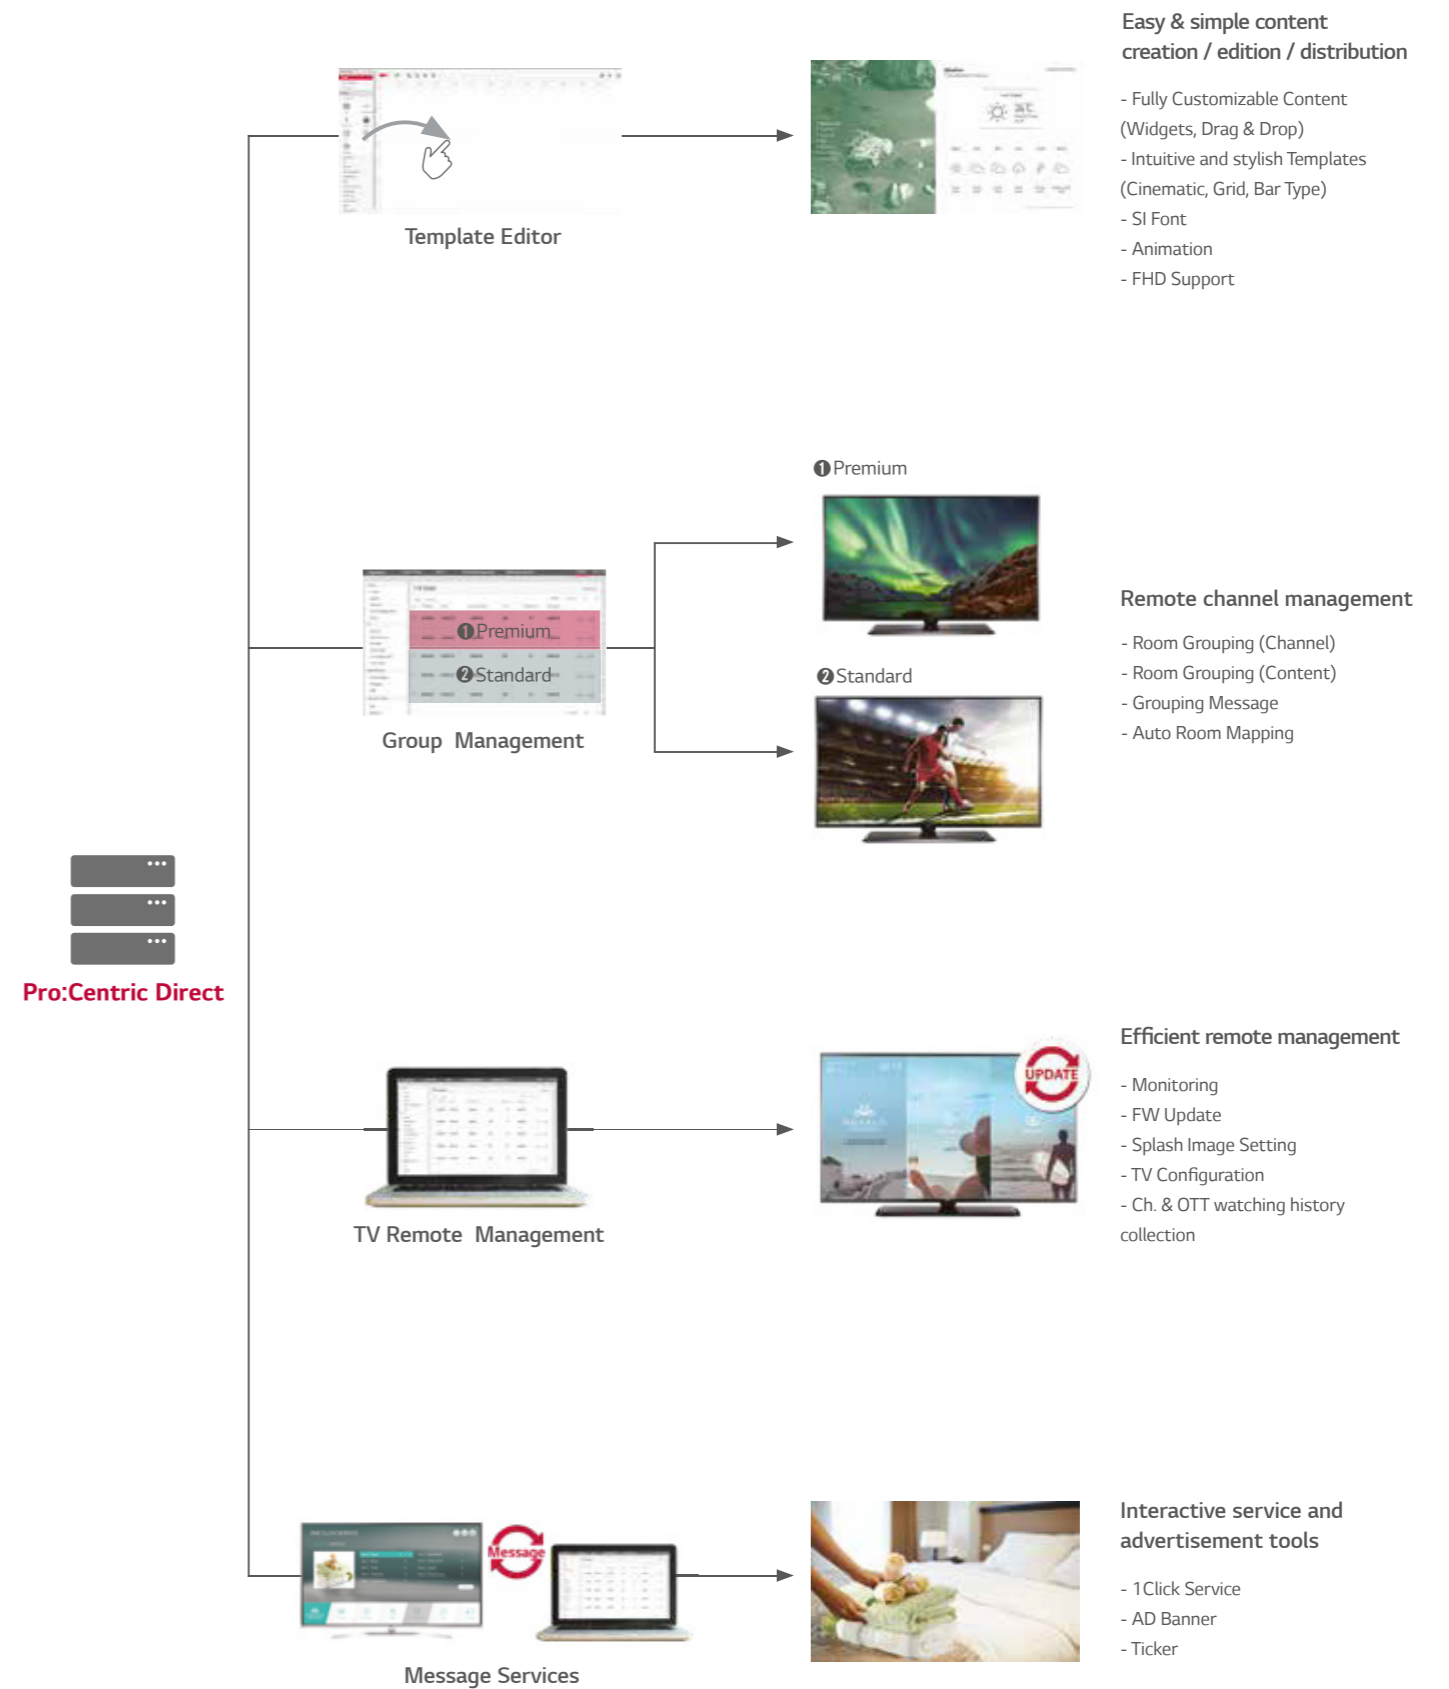 Easy & simple content
creation / edition / distribution
- Fully Customizable Content
(Widgets, Drag & Drop)
- Intuitive and stylish Templates
(Cinematic, Grid, Bar Type)
- SI Font
- Animation
- FHD Support
Template Editor
❶Premium
❶Premium
❷Standard
Group Management
❷Standard
Remote channel management
- Room Grouping (Channel)
- Room Grouping (Content)
- Grouping Message
- Auto Room Mapping
Pro:Centric Direct
TV Remote Management
UPDATE
Efficient remote management
- Monitoring
- FW Update
- Splash Image Setting
- TV Configuration
- Ch. & OTT watching history
collection
Message
Message Services
Interactive service and
advertisement tools
- 1Click Service
- AD Banner
- Ticker